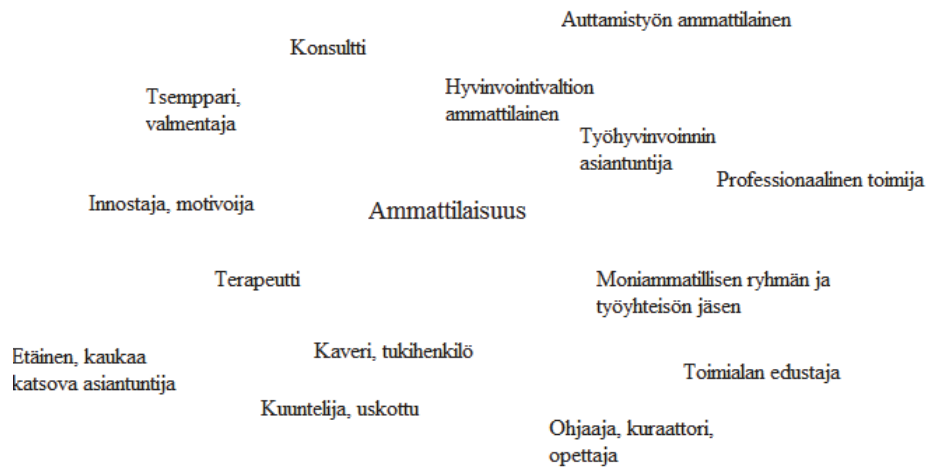 Auttamistyön ammattilainen
Konsultti
Hyvinvointivaltion
ammattilainen
Tsemppari,
valmentaja
Työhyvinvoinnin
asiantuntija
Professionaalinen toimija
Innostaja, motivoija
Ammattilaisuus
Terapeutti
Moniammatillisen ryhmän ja
työyhteisön jäsen
Etäinen, kaukaa
katsova asiantuntija
Kaveri, tukihenkilö
Toimialan edustaja
Kuuntelija, uskottu
Ohjaaja, kuraattori,
opettaja